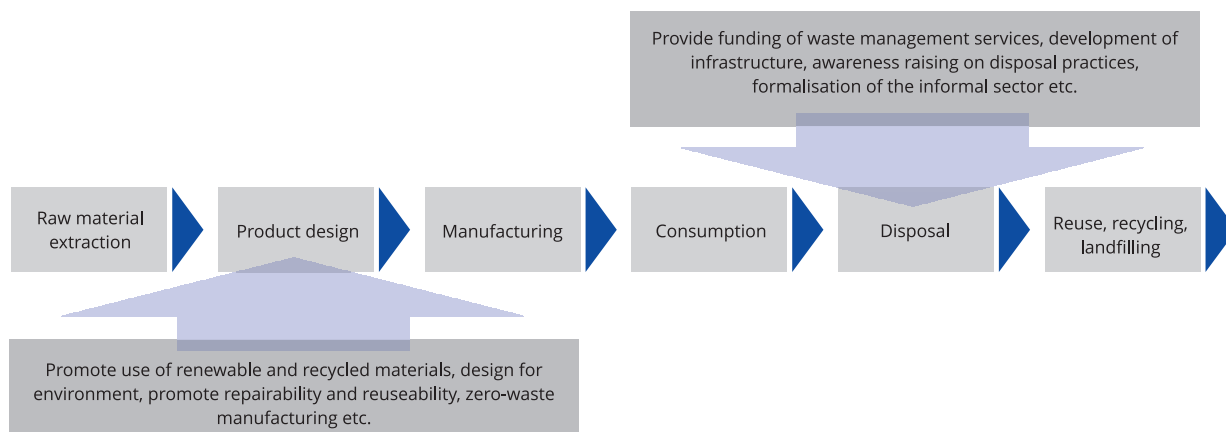 Provide funding of waste management services, development of
infrastructure, awareness raising on disposal practices,
formalisation of the informal sector etc.
Raw material
extraction
Product design
Manufacturing
Consumption
Disposal
Reuse, recycling,
landfilling
Promote use of renewable and recycled materials, design for
environment, promote repairability and reuseability, zero-waste
manufacturing etc.